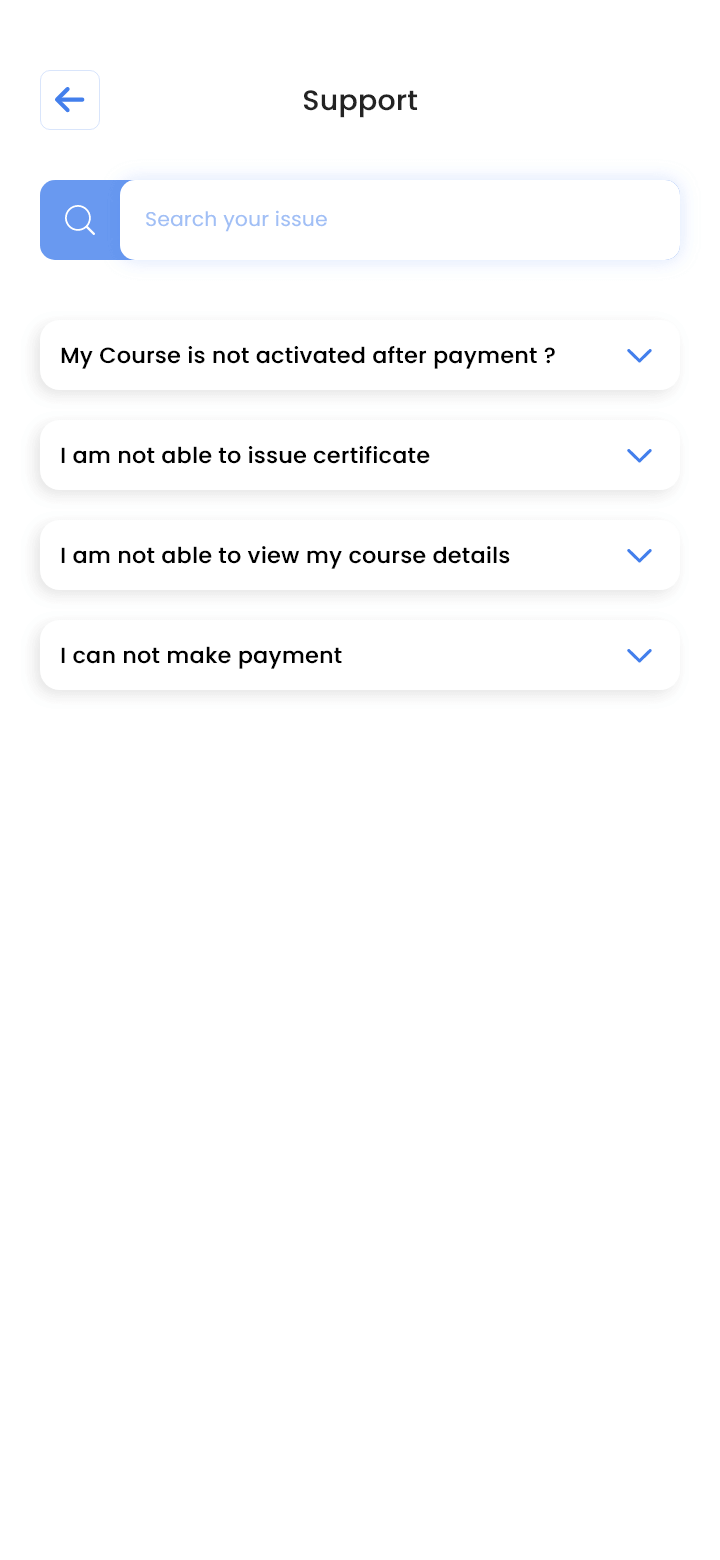 Support
Search your issue
My Course is not activated after payment ?
I am not able to issue certificate
I am not able to view my course details
I can not make payment